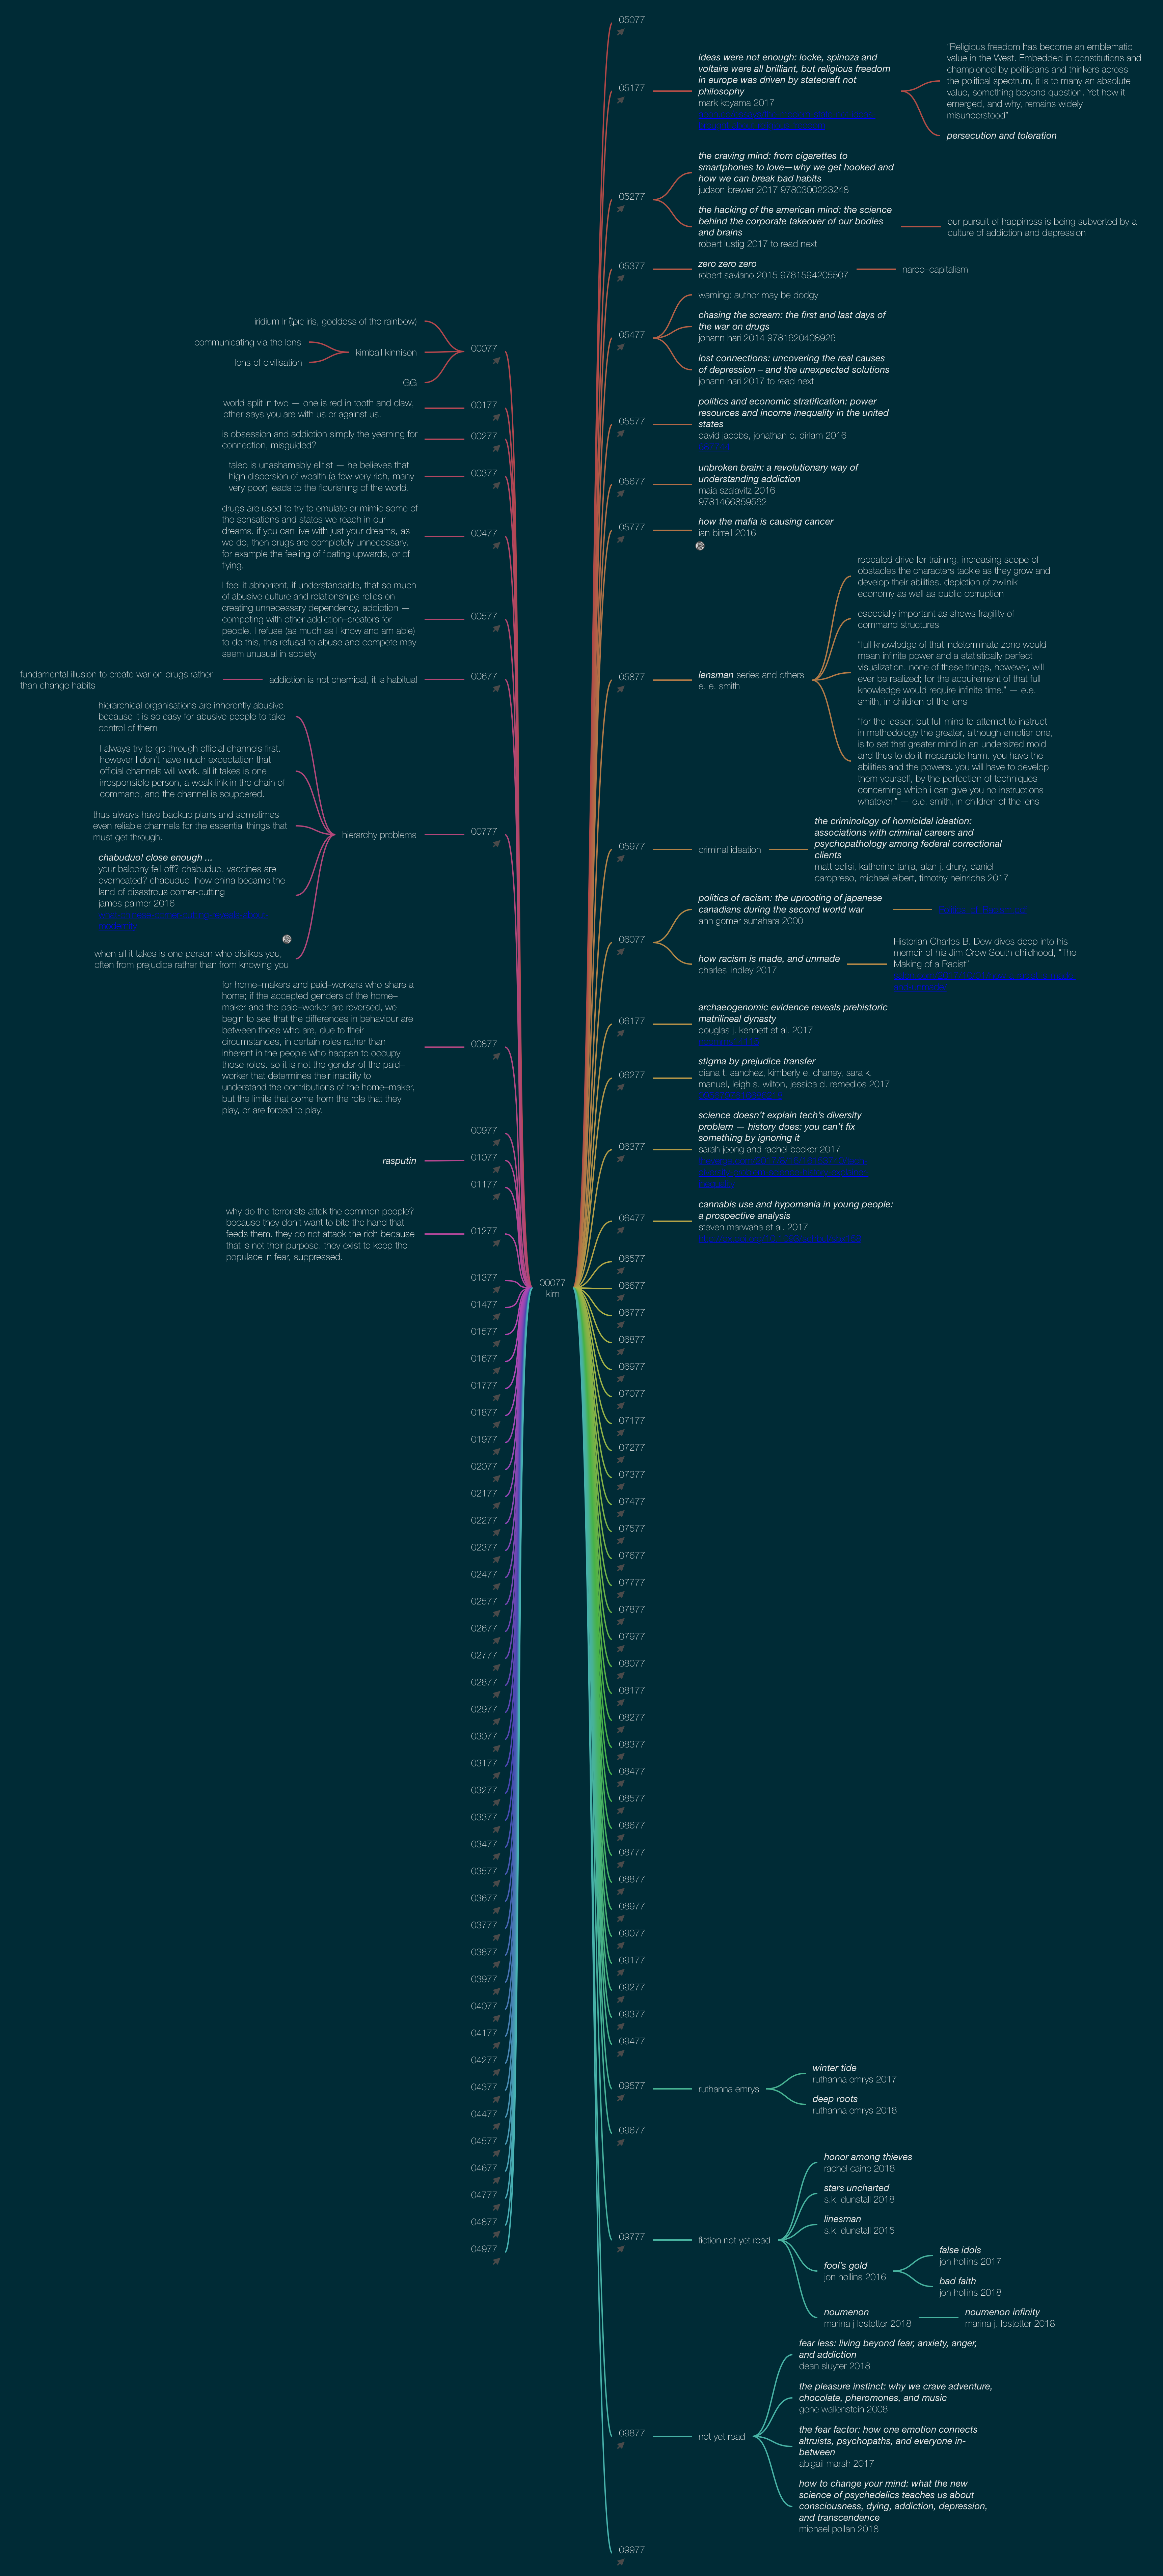 00077
kim
00077
iridium Ir
iris, goddess of the rainbow)
kimball kinnison
communicating via the lens
lens of civilisation
GG
00177
world split in two — one is red in tooth and claw,
other says you are with us or against us.
00277
is obsession and addiction simply the yearning for
connection, misguided?
00377
taleb is unashamably elitist — he believes that
high dispersion of wealth (a few very rich, many
very poor) leads to the flourishing of the world.
00477
drugs are used to try to emulate or mimic some of
the sensations and states we reach in our
dreams. if you can live with just your dreams, as
we do, then drugs are completely unnecessary.
for example the feeling of floating upwards, or of
flying.
00577
I feel it abhorrent, if understandable, that so much
of abusive culture and relationships relies on
creating unnecessary dependency, addiction —
competing with other addiction–creators for
people. I refuse (as much as I know and am able)
to do this, this refusal to abuse and compete may
seem unusual in society
00677
addiction is not chemical, it is habitual
fundamental illusion to create war on drugs rather
than change habits
00777
hierarchy problems
hierarchical organisations are inherently abusive
because it is so easy for abusive people to take
control of them
I always try to go through official channels first.
however I don't have much expectation that
official channels will work. all it takes is one
irresponsible person, a weak link in the chain of
command, and the channel is scuppered.
thus always have backup plans and sometimes
even reliable channels for the essential things that
must get through.
chabuduo! close enough ...
your balcony fell off? chabuduo. vaccines are
overheated? chabuduo. how china became the
land of disastrous corner-cutting
james palmer 2016
when all it takes is one person who dislikes you,
often from prejudice rather than from knowing you
00877
for home–makers and paid–workers who share a
home; if the accepted genders of the home–
maker and the paid–worker are reversed, we
begin to see that the differences in behaviour are
between those who are, due to their
circumstances, in certain roles rather than
inherent in the people who happen to occupy
those roles. so it is not the gender of the paid–
worker that determines their inability to
understand the contributions of the home–maker,
but the limits that come from the role that they
play, or are forced to play.
00977
01077
rasputin
01177
01277
why do the terrorists attck the common people?
because they don't want to bite the hand that
feeds them. they do not attack the rich because
that is not their purpose. they exist to keep the
populace in fear, suppressed.
01377
01477
01577
01677
01777
01877
01977
02077
02177
02277
02377
02477
02577
02677
02777
02877
02977
03077
03177
03277
03377
03477
03577
03677
03777
03877
03977
04077
04177
04277
04377
04477
04577
04677
04777
04877
04977
05077
05177
ideas were not enough: locke, spinoza and
voltaire were all brilliant, but religious freedom
in europe was driven by statecraft not
philosophy
mark koyama 2017
“Religious freedom has become an emblematic
value in the West. Embedded in constitutions and
championed by politicians and thinkers across
the political spectrum, it is to many an absolute
value, something beyond question. Yet how it
emerged, and why, remains widely
misunderstood”
persecution and toleration
05277
the craving mind: from cigarettes to
smartphones to love—why we get hooked and
how we can break bad habits
judson brewer 2017 9780300223248
the hacking of the american mind: the science
behind the corporate takeover of our bodies
and brains
robert lustig 2017 to read next
our pursuit of happiness is being subverted by a
culture of addiction and depression
05377
zero zero zero
robert saviano 2015 9781594205507
narco–capitalism
05477
warning: author may be dodgy
chasing the scream: the first and last days of
the war on drugs
johann hari 2014 9781620408926
lost connections: uncovering the real causes
of depression – and the unexpected solutions
johann hari 2017 to read next
05577
politics and economic stratification: power
resources and income inequality in the united
states
david jacobs, jonathan c. dirlam 2016
05677
unbroken brain: a revolutionary way of
understanding addiction
maia szalavitz 2016
9781466859562
05777
how the mafia is causing cancer
ian birrell 2016
05877
lensman series and others
e. e. smith
repeated drive for training. increasing scope of
obstacles the characters tackle as they grow and
develop their abilities. depiction of zwilnik
economy as well as public corruption
especially important as shows fragility of
command structures
“full knowledge of that indeterminate zone would
mean infinite power and a statistically perfect
visualization. none of these things, however, will
ever be realized; for the acquirement of that full
knowledge would require infinite time.” — e.e.
smith, in children of the lens
“for the lesser, but full mind to attempt to instruct
in methodology the greater, although emptier one,
is to set that greater mind in an undersized mold
and thus to do it irreparable harm. you have the
abilities and the powers. you will have to develop
them yourself, by the perfection of techniques
concerning which i can give you no instructions
whatever.” — e.e. smith, in children of the lens
05977
criminal ideation
the criminology of homicidal ideation:
associations with criminal careers and
psychopathology among federal correctional
clients
matt delisi, katherine tahja, alan j. drury, daniel
caropreso, michael elbert, timothy heinrichs 2017
06077
politics of racism: the uprooting of japanese
canadians during the second world war
ann gomer sunahara 2000
how racism is made, and unmade
charles lindley 2017
Historian Charles B. Dew dives deep into his
memoir of his Jim Crow South childhood, “The
Making of a Racist”
06177
archaeogenomic evidence reveals prehistoric
matrilineal dynasty
douglas j. kennett et al. 2017
06277
stigma by prejudice transfer
diana t. sanchez, kimberly e. chaney, sara k.
manuel, leigh s. wilton, jessica d. remedios 2017
06377
science doesn't explain tech's diversity
problem — history does: you can't fix
something by ignoring it
sarah jeong and rachel becker 2017
06477
cannabis use and hypomania in young people:
a prospective analysis
steven marwaha et al. 2017
06577
06677
06777
06877
06977
07077
07177
07277
07377
07477
07577
07677
07777
07877
07977
08077
08177
08277
08377
08477
08577
08677
08777
08877
08977
09077
09177
09277
09377
09477
09577
ruthanna emrys
winter tide
ruthanna emrys 2017
deep roots
ruthanna emrys 2018
09677
09777
fiction not yet read
honor among thieves
rachel caine 2018
stars uncharted
s.k. dunstall 2018
linesman
s.k. dunstall 2015
fool's gold
jon hollins 2016
false idols
jon hollins 2017
bad faith
jon hollins 2018
noumenon
marina j lostetter 2018
noumenon infinity
marina j. lostetter 2018
09877
not yet read
fear less: living beyond fear, anxiety, anger,
and addiction
dean sluyter 2018
the pleasure instinct: why we crave adventure,
chocolate, pheromones, and music
gene wallenstein 2008
the fear factor: how one emotion connects
altruists, psychopaths, and everyone in-
between
abigail marsh 2017
how to change your mind: what the new
science of psychedelics teaches us about
consciousness, dying, addiction, depression,
and transcendence
michael pollan 2018
09977